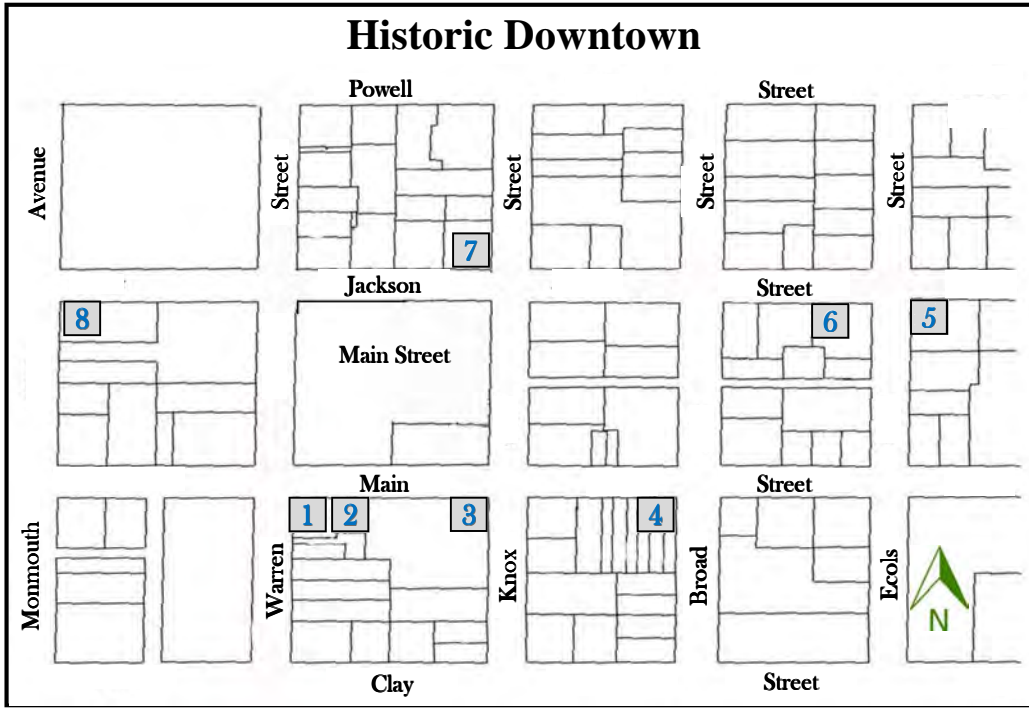 Historic Downtown
Powell Street
Avenue
Street
Street
Street
Street
7
Jackson Street
8
Main Street
6
5
Main Street
1
2
3
4
Monmouth
Warren
Knox
Broad
Ecols
N
Clay Street